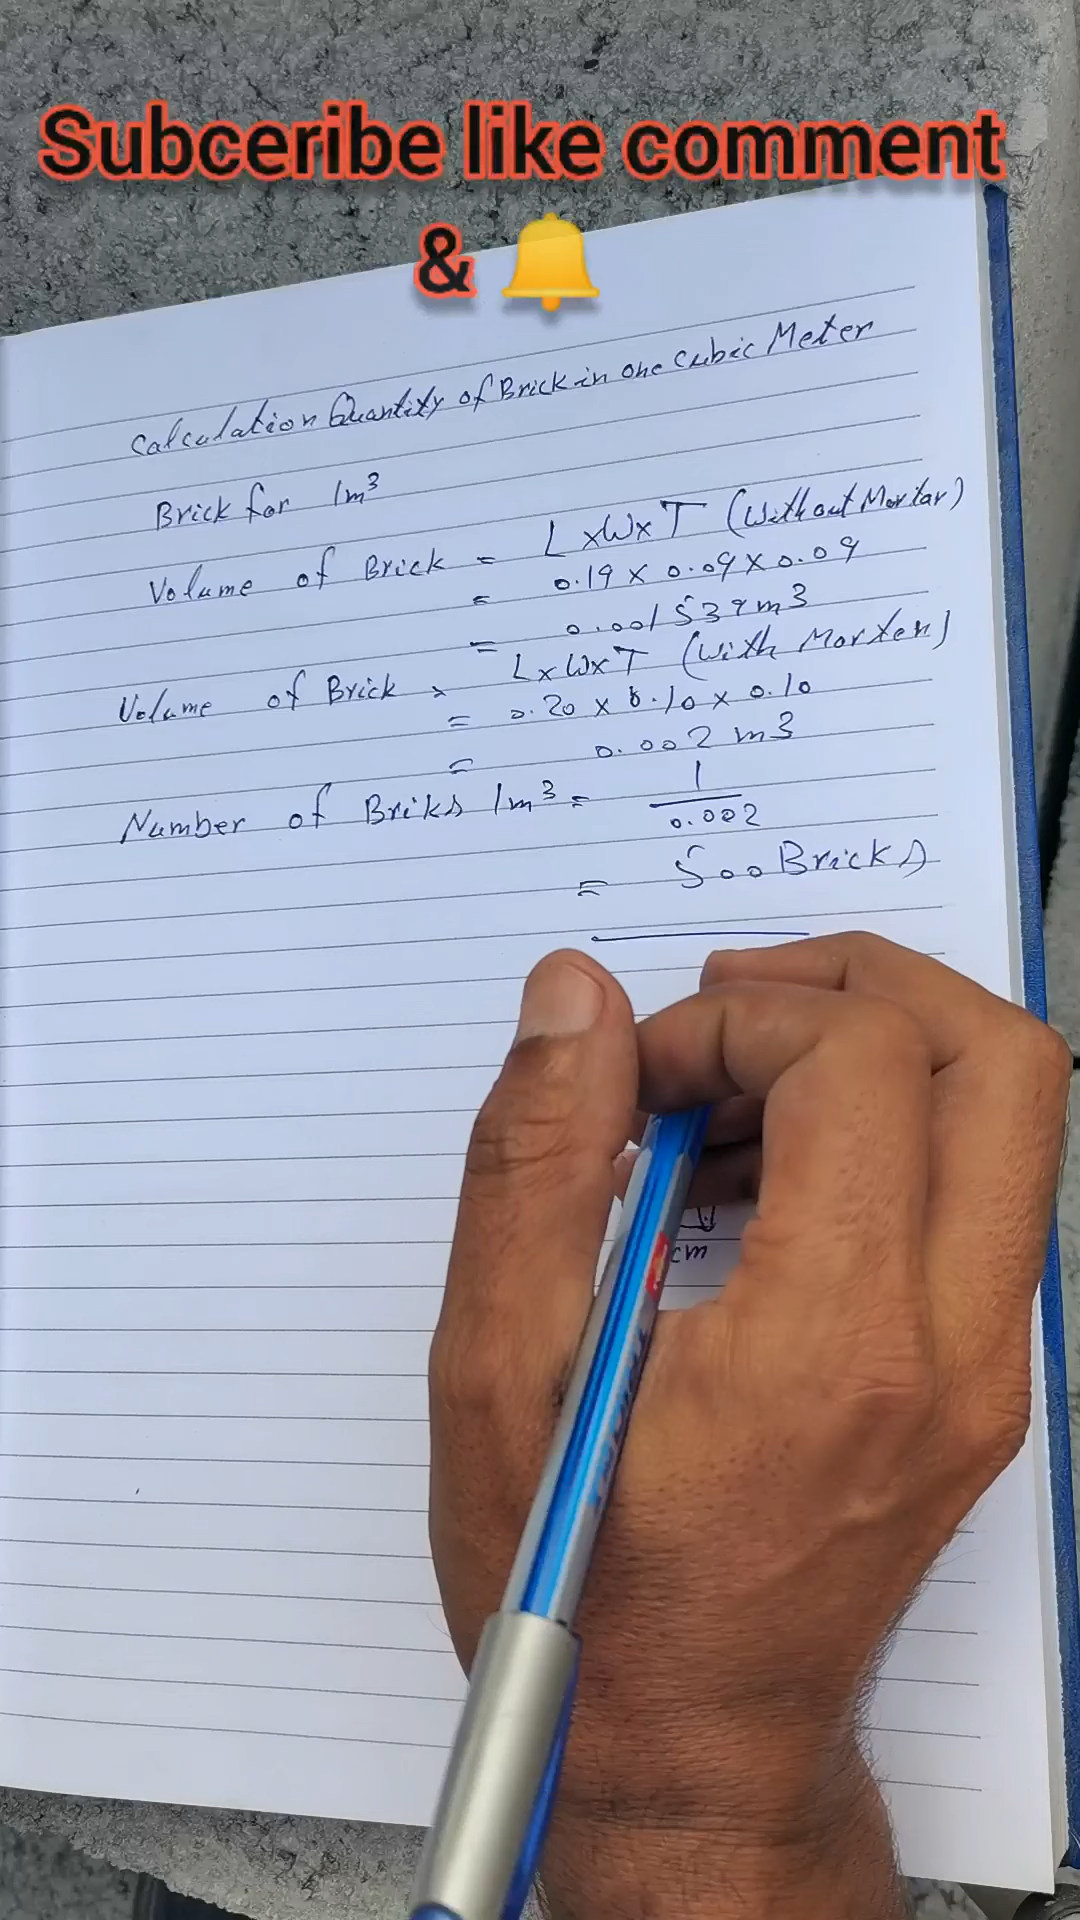 Subceribe like comment
& 🔔
Calculation Quantity of Brick in one Cubic Meter
Brick for 1m³
Volume of Brick = L x W x T (Without Mortar)
= 0.19 x 0.09 x 0.09
= 0.001539m3
Volume of Brick = L x W x T (With Morter)
= 0.20 x 0.10 x 0.10
= 0.002 m3
Number of Briks 1m³ = 1
0.002
= 500 Bricks
cm